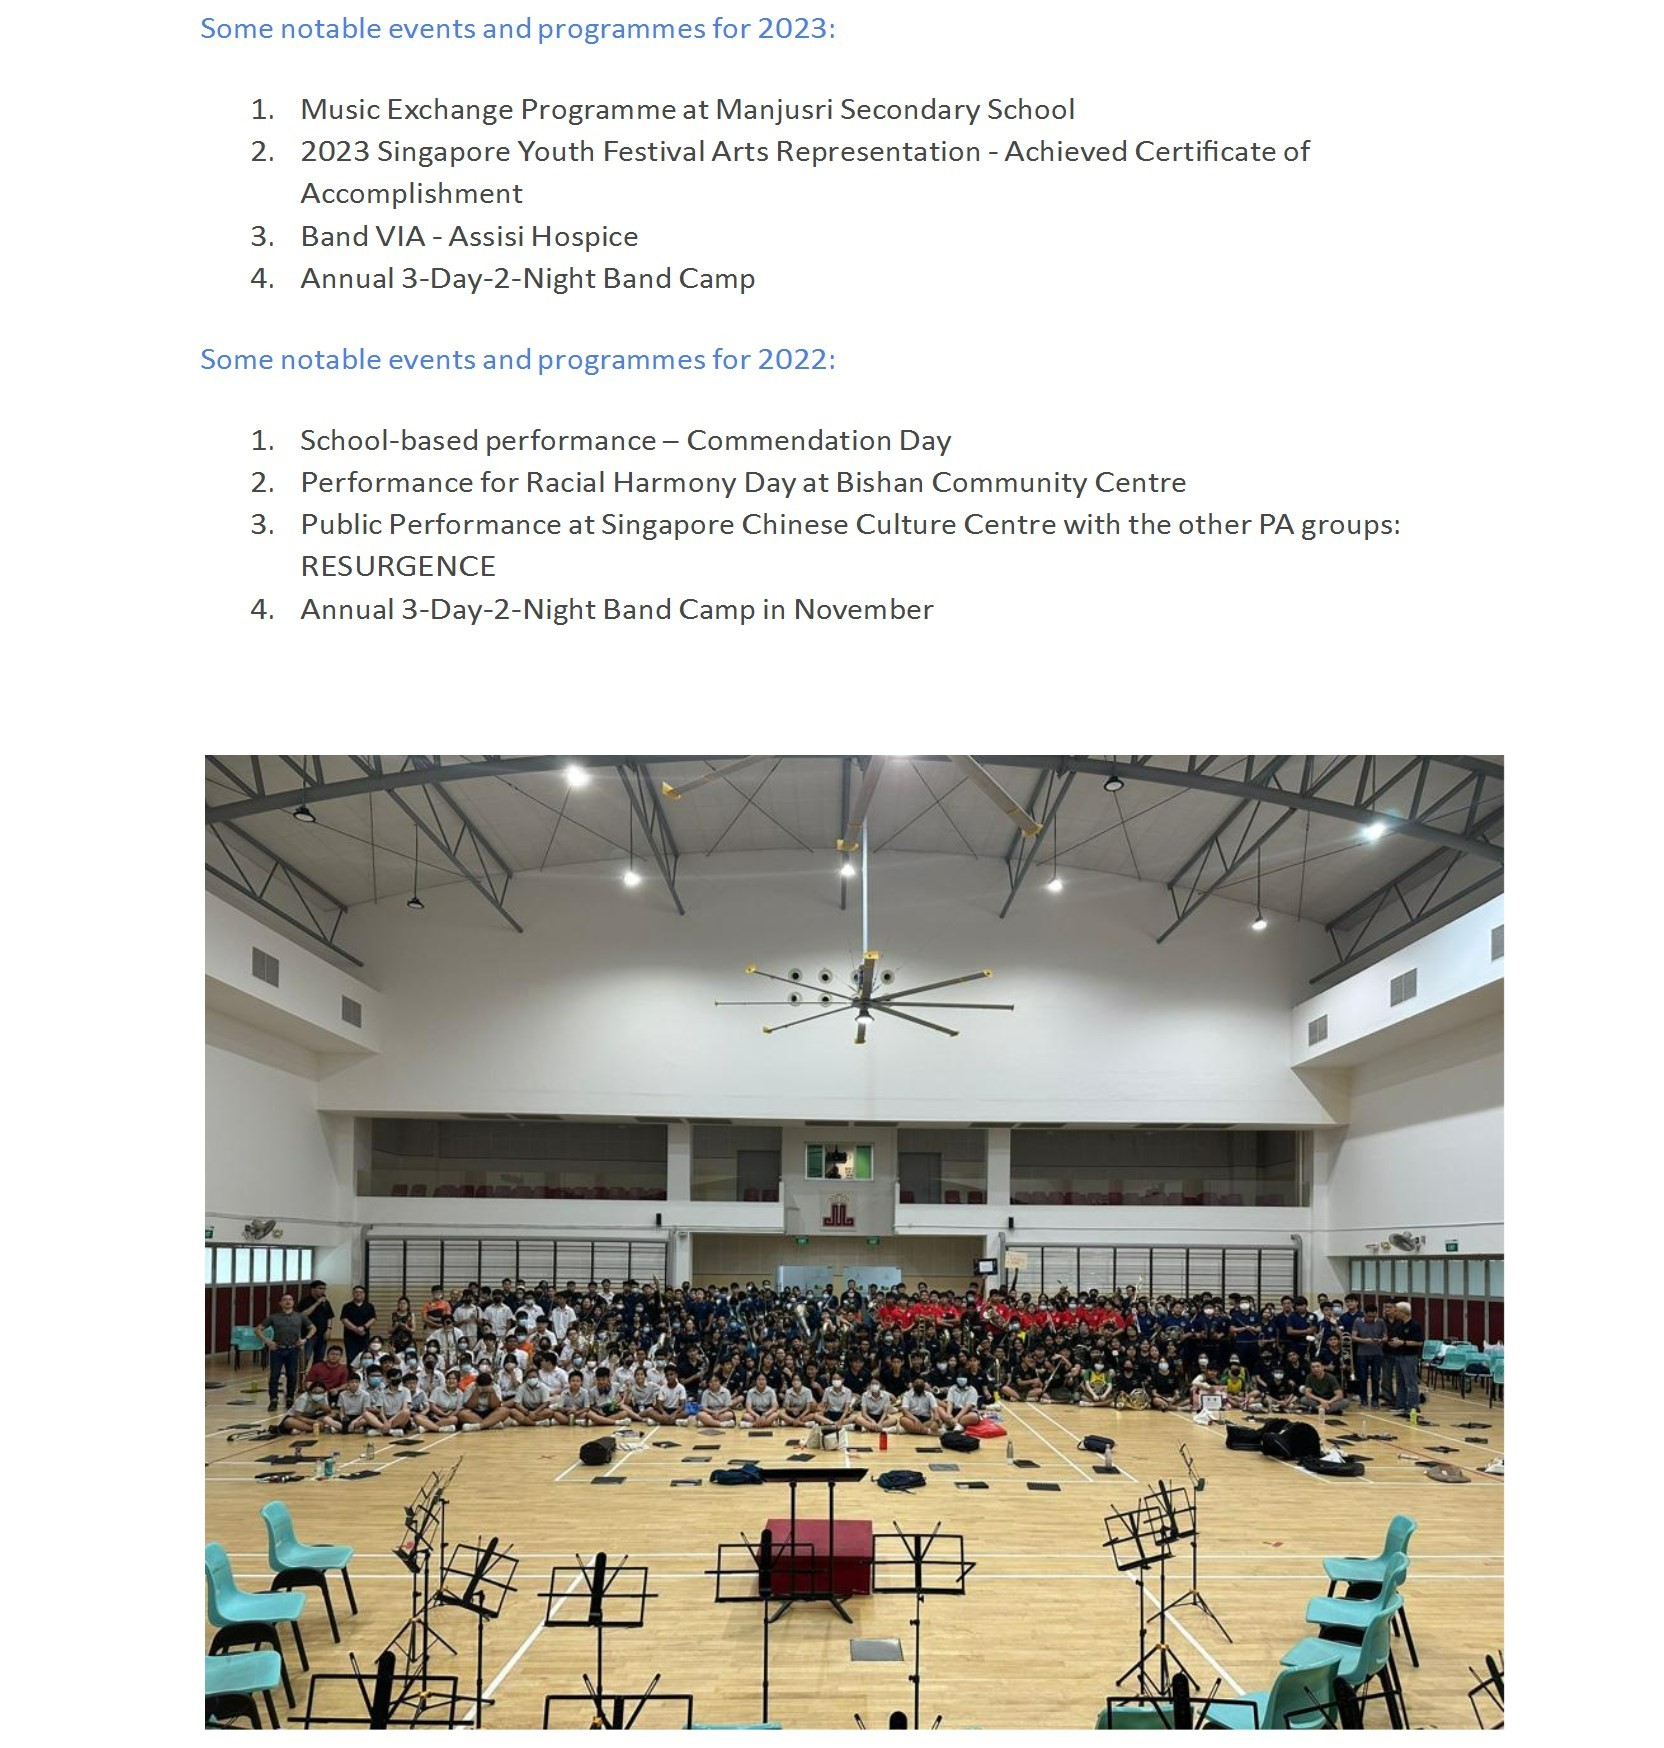 Some notable events and programmes for 2023:
1. Music Exchange Programme at Manjusri Secondary School
2. 2023 Singapore Youth Festival Arts Representation - Achieved Certificate of
Accomplishment
3. Band VIA - Assisi Hospice
4. Annual 3-Day-2-Night Band Camp
Some notable events and programmes for 2022:
1. School-based performance – Commendation Day
2. Performance for Racial Harmony Day at Bishan Community Centre
3. Public Performance at Singapore Chinese Culture Centre with the other PA groups:
RESURGENCE
4. Annual 3-Day-2-Night Band Camp in November